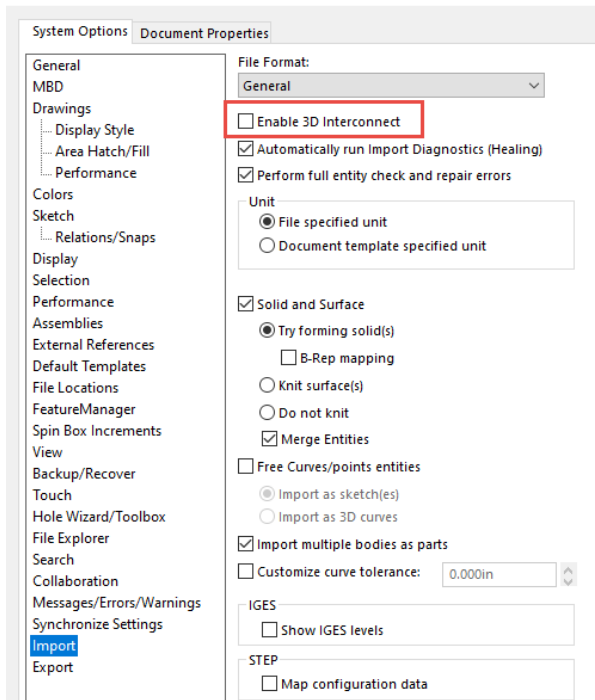 System Options
Document Properties
General
MBD
Drawings
Display Style
Area Hatch/Fill
Performance
Colors
Sketch
Relations/Snaps
Display
Selection
Performance
Assemblies
External References
Default Templates
File Locations
FeatureManager
Spin Box Increments
View
Backup/Recover
Touch
Hole Wizard/Toolbox
File Explorer
Search
Collaboration
Messages/Errors/Warnings
Synchronize Settings
Import
Export
File Format:
General
Enable 3D Interconnect
Automatically run Import Diagnostics (Healing)
Perform full entity check and repair errors
Unit
File specified unit
Document template specified unit
Solid and Surface
Try forming solid(s)
B-Rep mapping
Knit surface(s)
Do not knit
Merge Entities
Free Curves/points entities
Import as sketch(es)
Import as 3D curves
Import multiple bodies as parts
Customize curve tolerance:
0.000in
IGES
Show IGES levels
STEP
Map configuration data